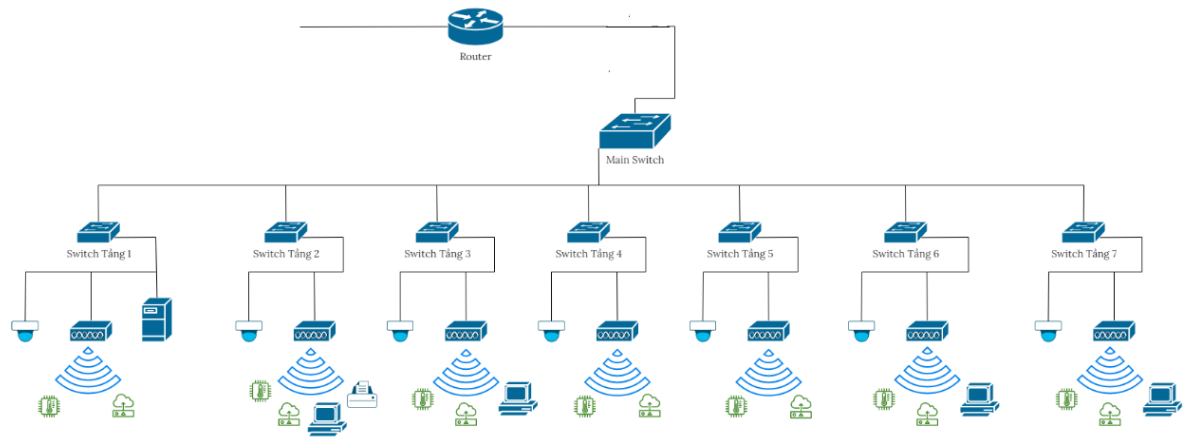 Router
Main Switch
Switch Tầng 1
Switch Tầng 2
Switch Tầng 3
Switch Tầng 4
Switch Tầng 5
Switch Tầng 6
Switch Tầng 7